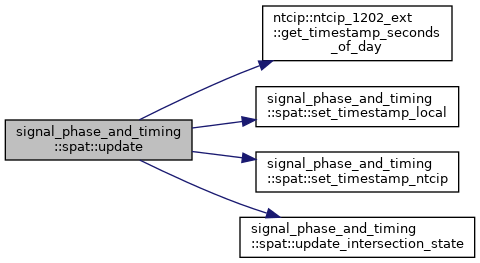 ntcip::ntcip_1202_ext
::get_timestamp_seconds
_of_day
signal_phase_and_timing
::spat::update
signal_phase_and_timing
::spat::set_timestamp_local
signal_phase_and_timing
::spat::set_timestamp_ntcip
signal_phase_and_timing
::spat::update_intersection_state